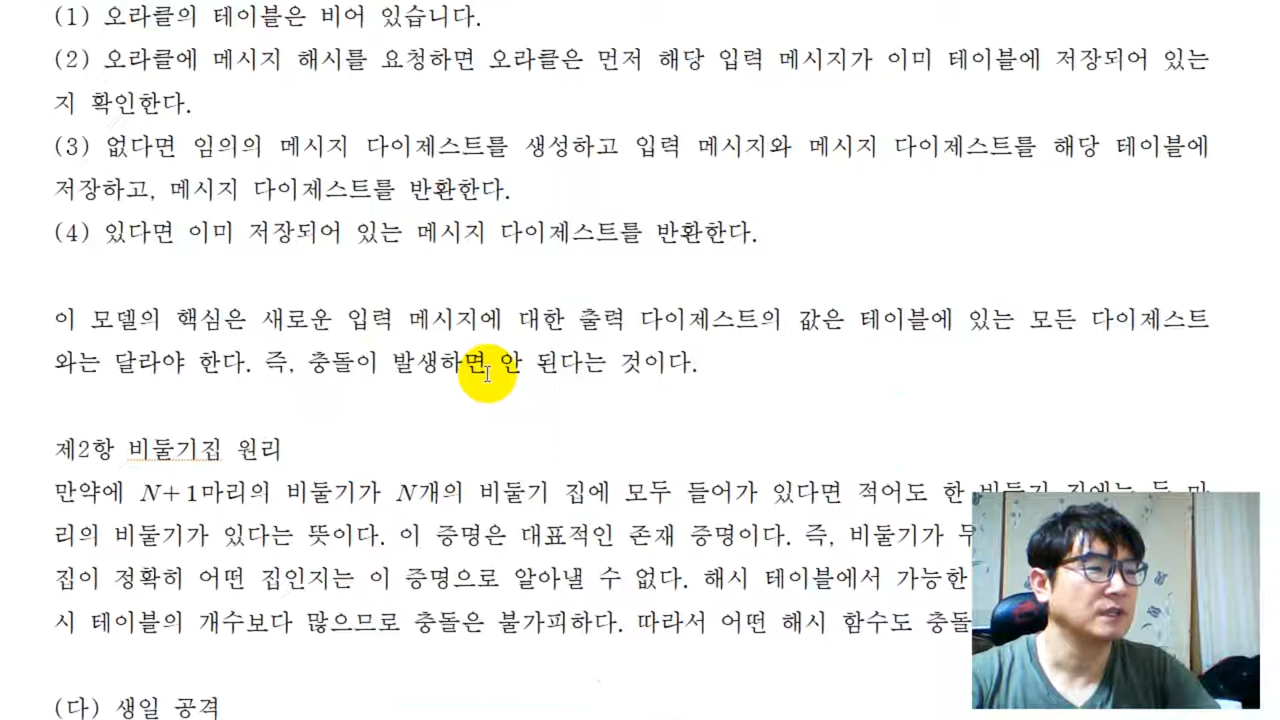 (1) 오라클의 테이블은 비어 있습니다.
(2) 오라클에 메시지 해시를 요청하면 오라클은 먼저 해당 입력 메시지가 이미 테이블에 저장되어 있는
지 확인한다.
(3) 없다면 임의의 메시지 다이제스트를 생성하고 입력 메시지와 메시지 다이제스트를 해당 테이블에
저장하고, 메시지 다이제스트를 반환한다.
(4) 있다면 이미 저장되어 있는 메시지 다이제스트를 반환한다.
이 모델의 핵심은 새로운 입력 메시지에 대한 출력 다이제스트의 값은 테이블에 있는 모든 다이제스트
와는 달라야 한다. 즉, 충돌이 발생하면 안 된다는 것이다.
제2항 비둘기집 원리
만약에 N+1마리의 비둘기가 N개의 비둘기 집에 모두 들어가 있다면 적어도 한
리의 비둘기가 있다는 뜻이다. 이 증명은 대표적인 존재 증명이다. 즉, 비둘기가
집이 정확히 어떤 집인지는 이 증명으로 알아낼 수 없다. 해시 테이블에서 가능한
시 테이블의 개수보다 많으므로 충돌은 불가피하다. 따라서 어떤 해시 함수도 충돌
(다) 생일 공격